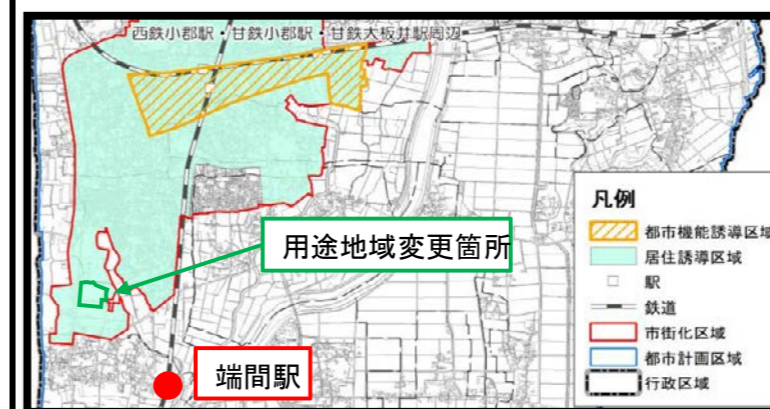 西鉄小郡駅・甘鉄小郡駅・甘鉄大板井駅周辺
用途地域変更箇所
端間駅
凡例
都市機能誘導区域
居住誘導区域
駅
鉄道
市街化区域
都市計画区域
行政区域